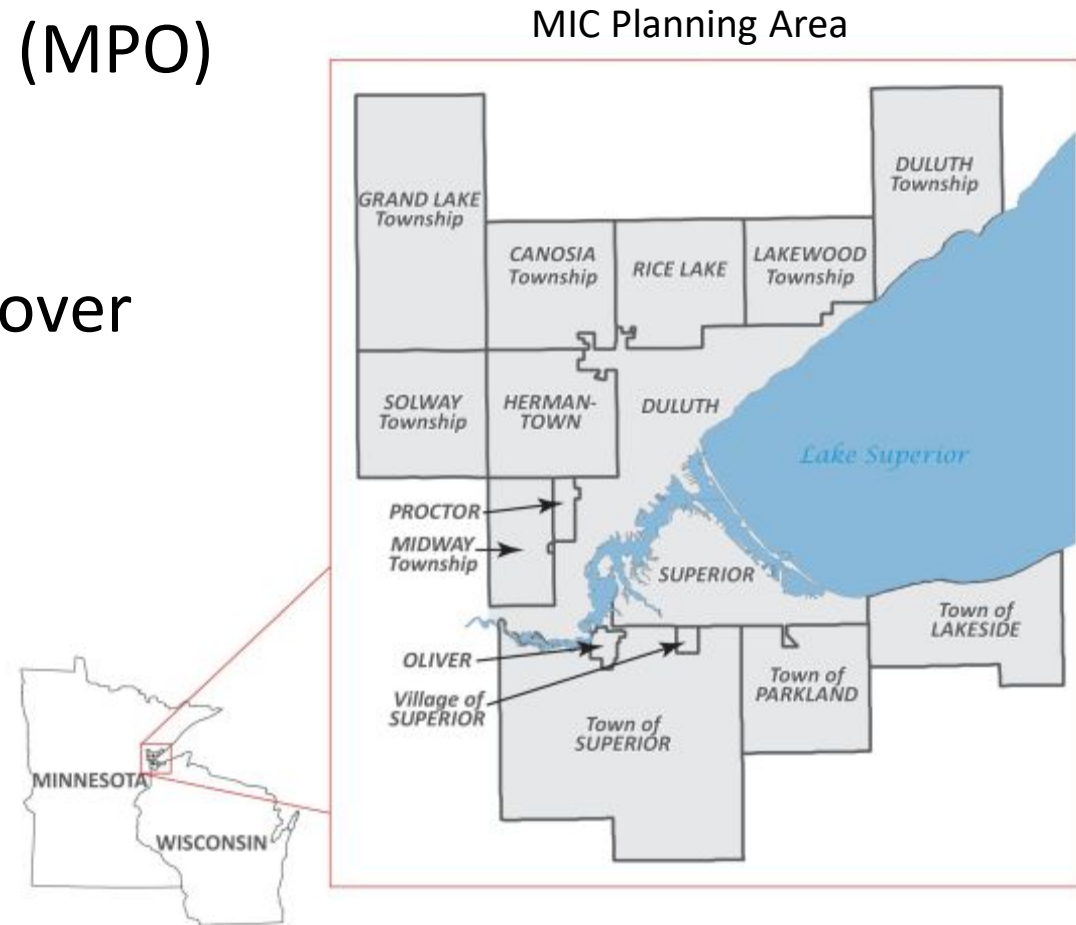 (MPO)
MIC Planning Area
over
DULUTH
Township
GRAND LAKE
Township
CANOSIA
Township
RICE LAKE
LAKEWOOD
Township
SOLWAY
Township
HERMAN-
TOWN
DULUTH
Lake Superior
PROCTOR
MIDWAY
Township
SUPERIOR
Town of
LAKESIDE
OLIVER
Village of
SUPERIOR
Town of
PARKLAND
Town of
SUPERIOR
MINNESOTA
WISCONSIN